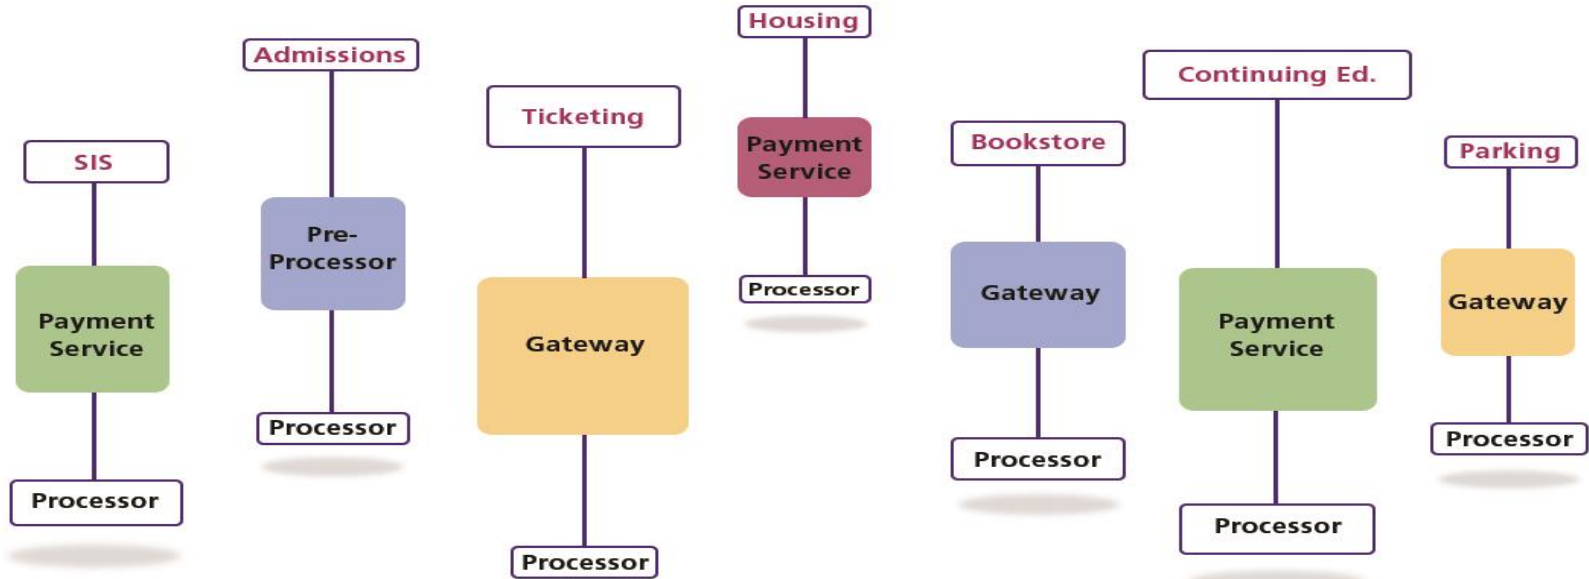 SIS
Payment
Service
Processor
Admissions
Pre-
Processor
Processor
Ticketing
Gateway
Processor
Housing
Payment
Service
Processor
Bookstore
Gateway
Processor
Continuing Ed.
Payment
Service
Processor
Parking
Gateway
Processor